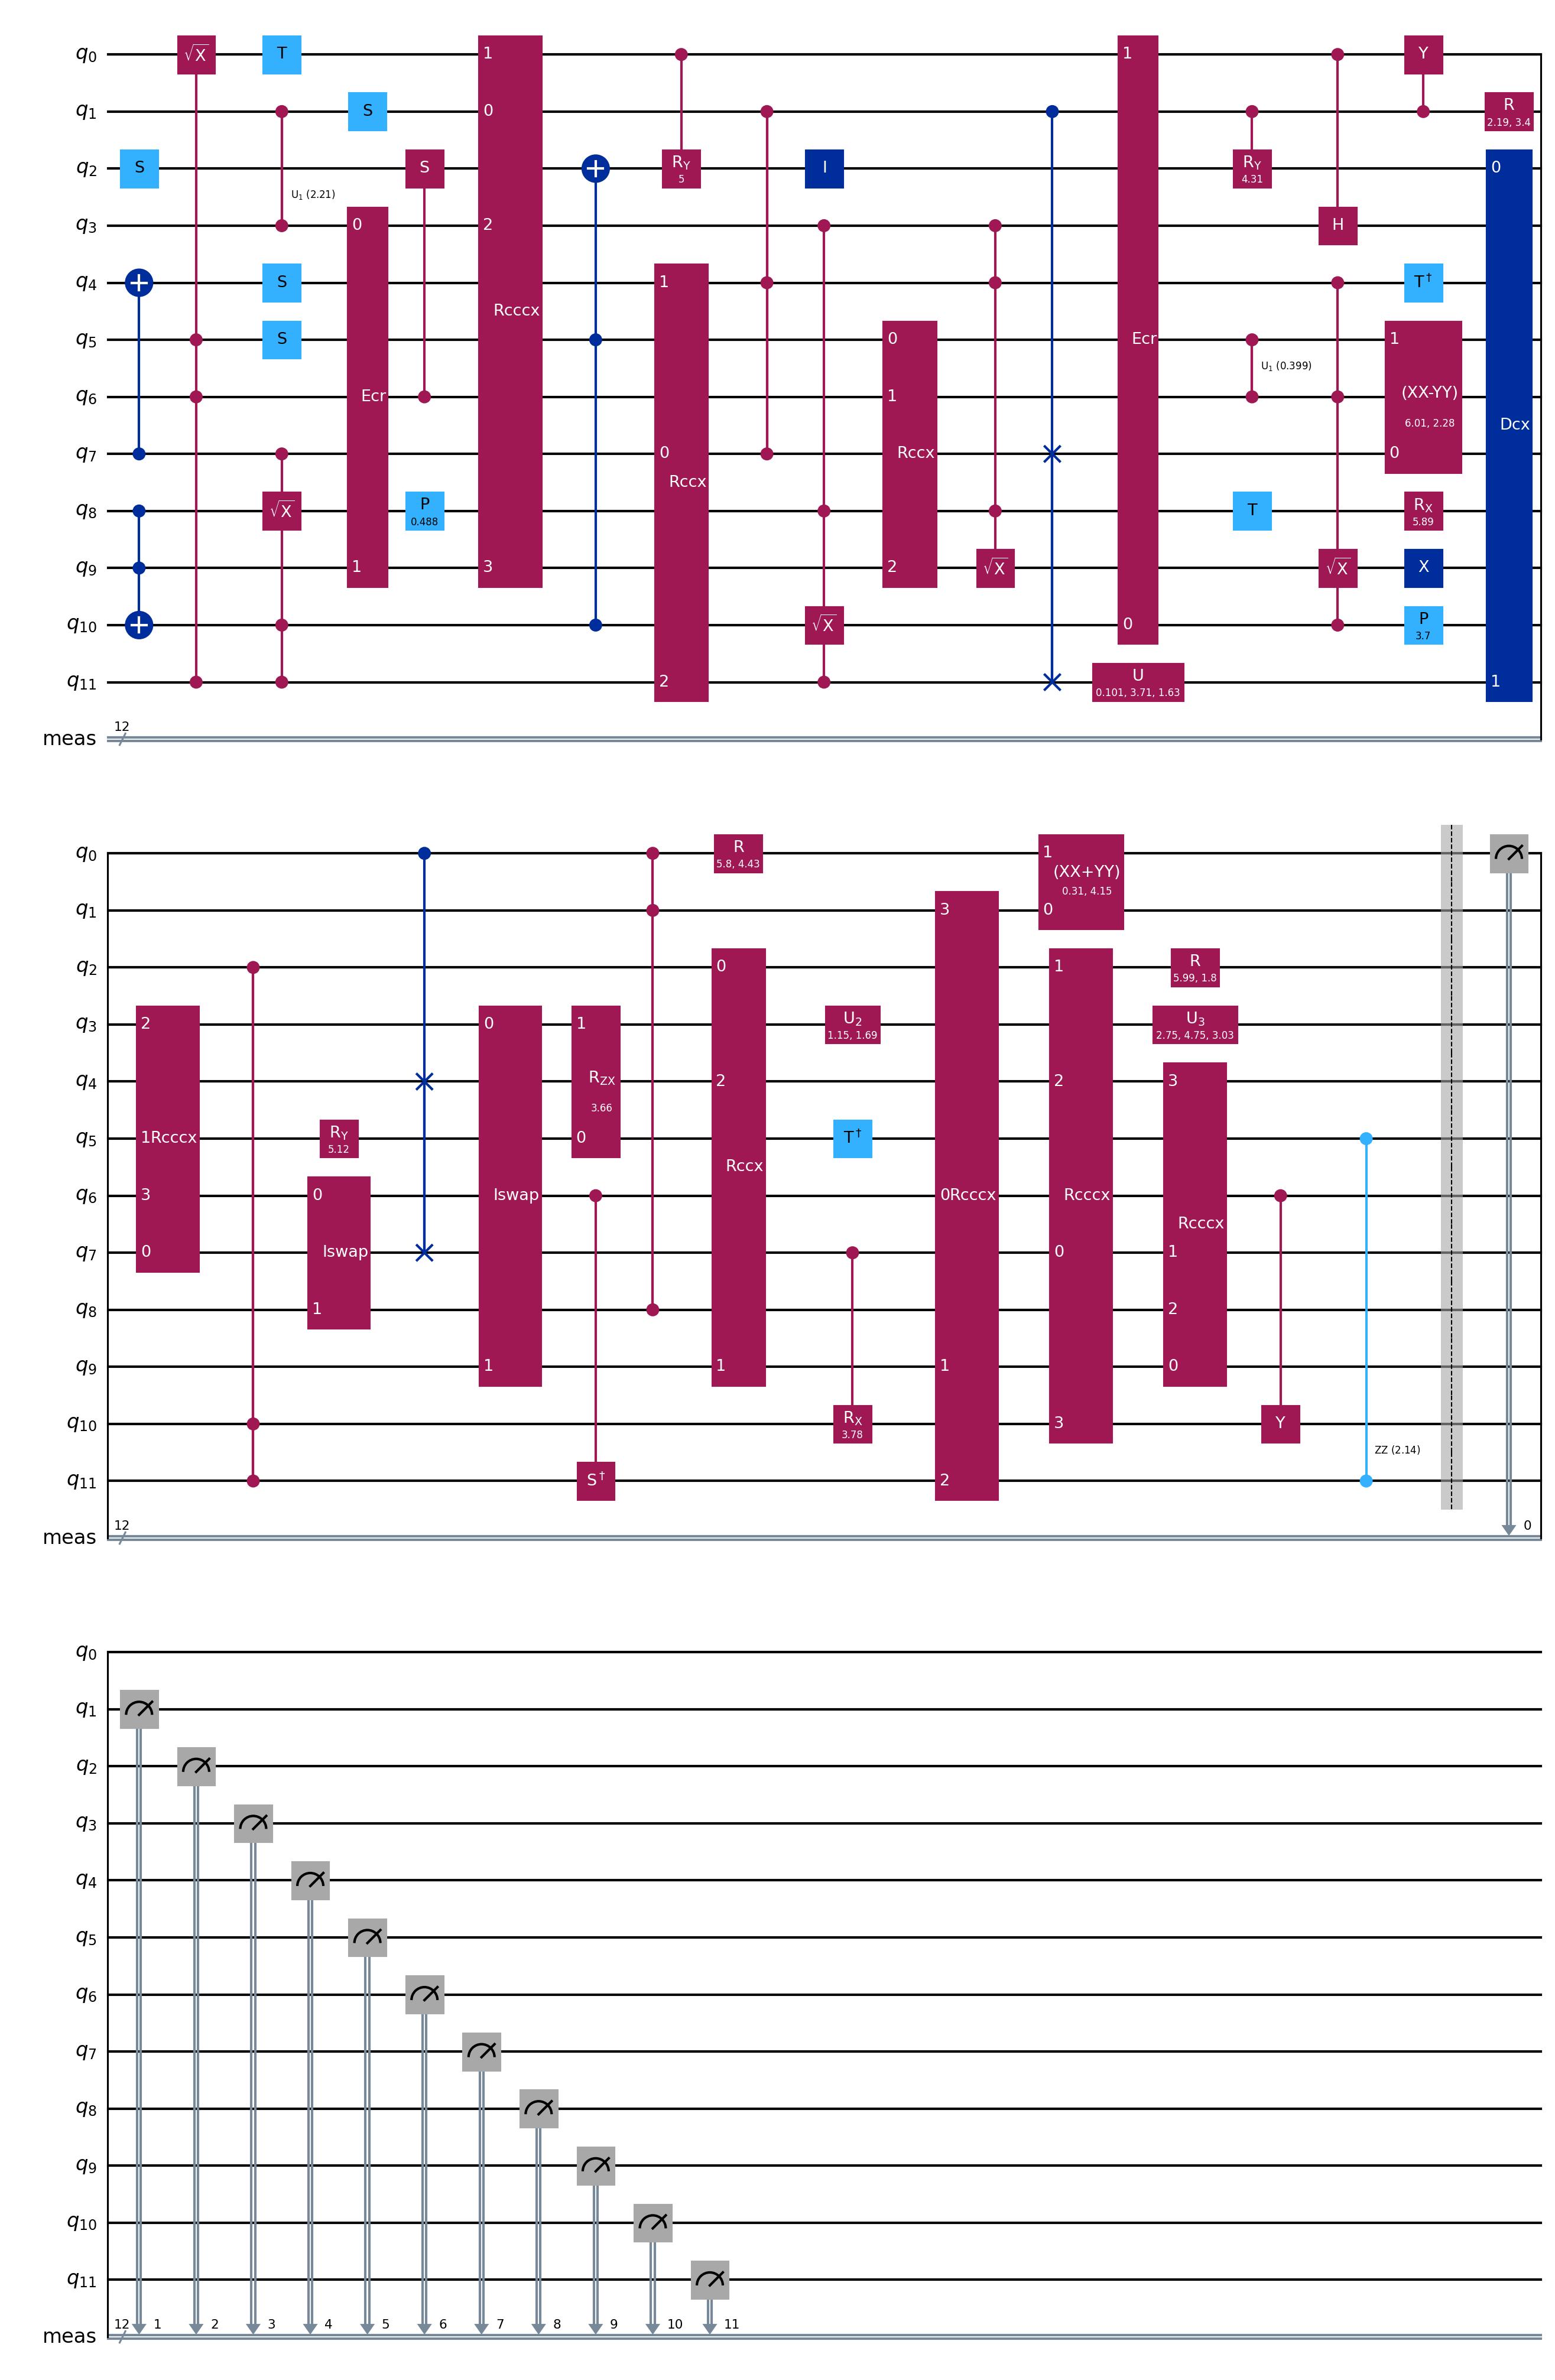 q0 √X T 1 1 Y
q1 S 0 R 2.19, 3.4
U1 (2.21)
q2 S S RY 5 I RY 4.31 0
q3 0 2 H
q4 S 1 T†
Rcccx
q5 S 0 Ecr 1
U1 (0.399)
q6 Ecr 1 (XX-YY) 6.01, 2.28
Dcx
q7 0 Rccx 0
Rccx
q8 √X P 0.488 T RX 5.89
q9 1 3 2 √X √X X
q10 √X 0 P 3.7
q11 2 U 0.101, 3.71, 1.63 1
meas 12
q0 R 5.8, 4.43 1 (XX+YY) 0.31, 4.15
q1 3 0
q2 0 1 R 5.99, 1.8
q3 2 0 1 U2 1.15, 1.69 U3 2.75, 4.75, 3.03
q4 RZX 3.66 2 2 3
q5 1 Rcccx RY 5.12 0 T†
Rccx
q6 3 0 Iswap 0 Rcccx Rcccx
Rcccx
q7 0 Iswap 0 1
q8 1 2
q9 1 1 1 0
q10 RX 3.78 3 Y
ZZ (2.14)
q11 S† 2
meas 12 0
q0
q1
q2
q3
q4
q5
q6
q7
q8
q9
q10
q11
meas 12 1 2 3 4 5 6 7 8 9 10 11